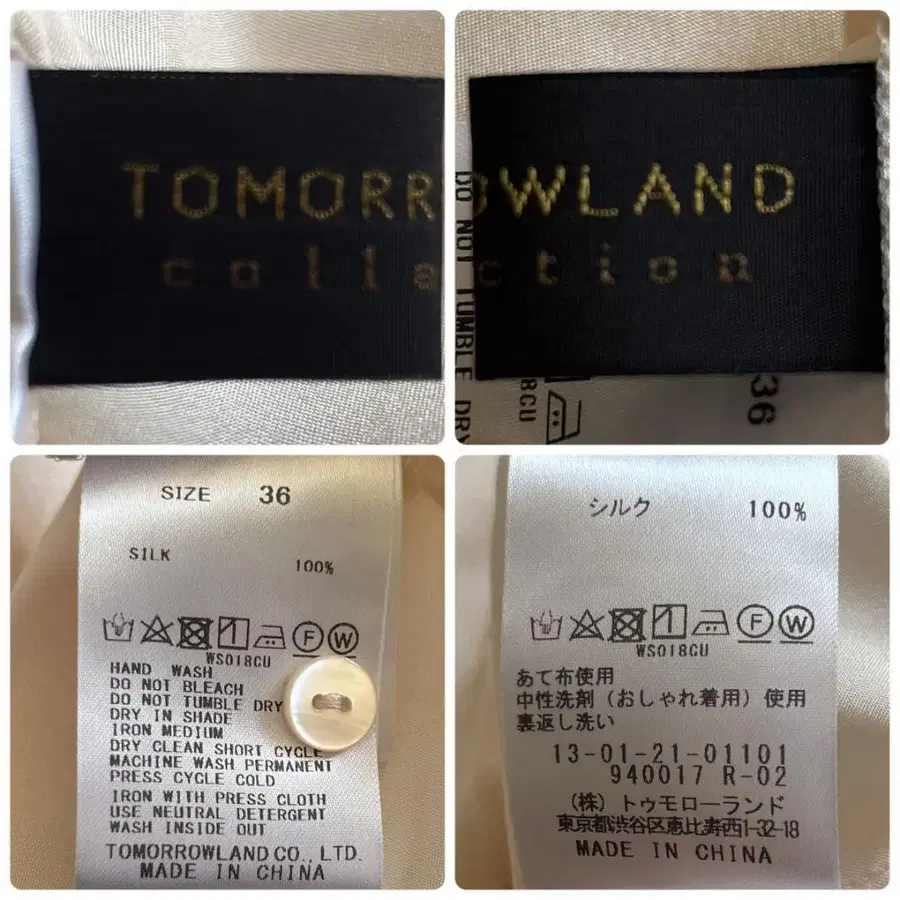 TOMORR
colle
OWLAND
ction
DO NOT TUMBLE DRY
8CU
36
SIZE 36
SILK 100%
WS018CU
HAND WASH
DO NOT BLEACH
DO NOT TUMBLE DRY
DRY IN SHADE
IRON MEDIUM
DRY CLEAN SHORT CYCLE
MACHINE WASH PERMANENT
PRESS CYCLE COLD
IRON WITH PRESS CLOTH
USE NEUTRAL DETERGENT
WASH INSIDE OUT
TOMORROWLAND CO., LTD.
MADE IN CHINA
シルク 100%
F W
WS018CU
あて布使用
中性洗剤（おしゃれ着用）使用
裏返し洗い
13-01-21-01101
940017 R-02
（株）トゥモローランド
東京都渋谷区恵比寿西1-32-18
MADE IN CHINA